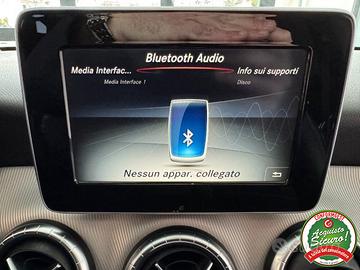 Bluetooth Audio
Media Interfac...
Info sui supporti
Media Interface 1
Disco
Nessun appar. collegato
Acquisto
Sicuro!